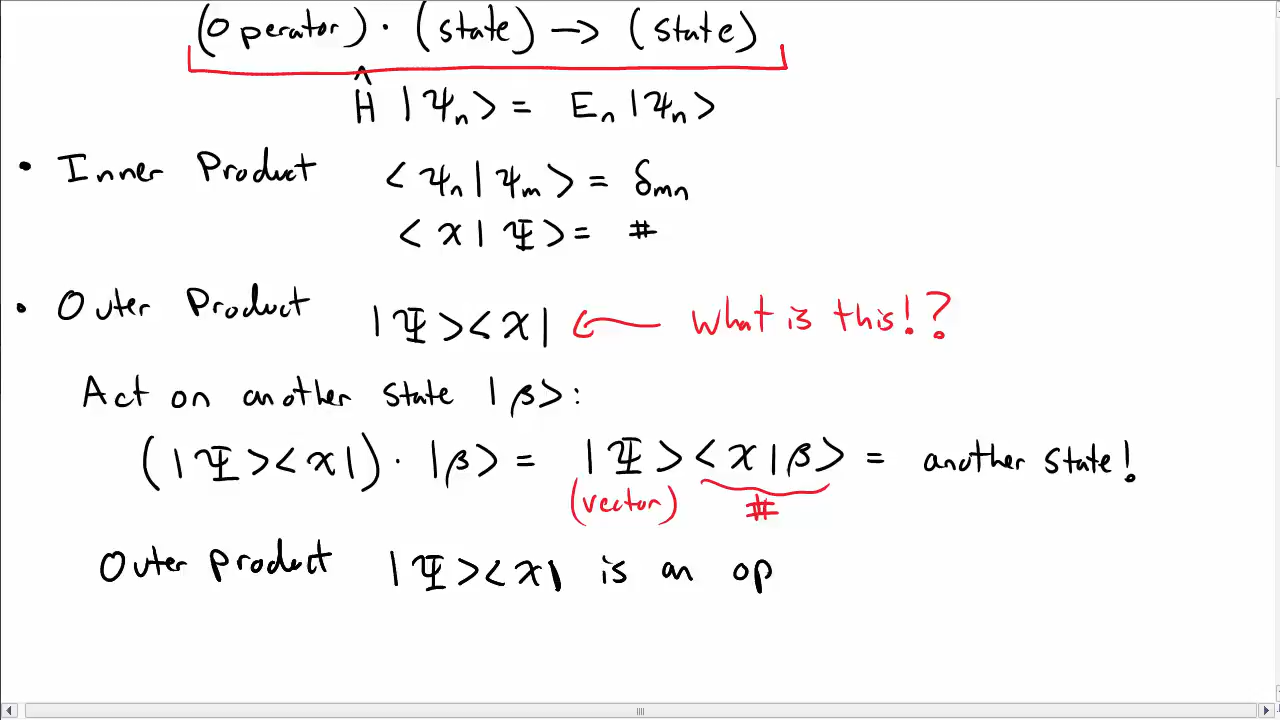 (Operator) · (state) → (state)
Ĥ |Ψₙ> = Eₙ |Ψₙ>
• Inner Product <Ψₙ|Ψₘ> = δₘₙ
<χ|Ψ> = #
• Outer Product |Ψ><χ| ← What is this!?
Act on another state |β>:
(|Ψ><χ|) · |β> = |Ψ><χ|β> = another state!
(vector) #
Outer product |Ψ><χ| is an op